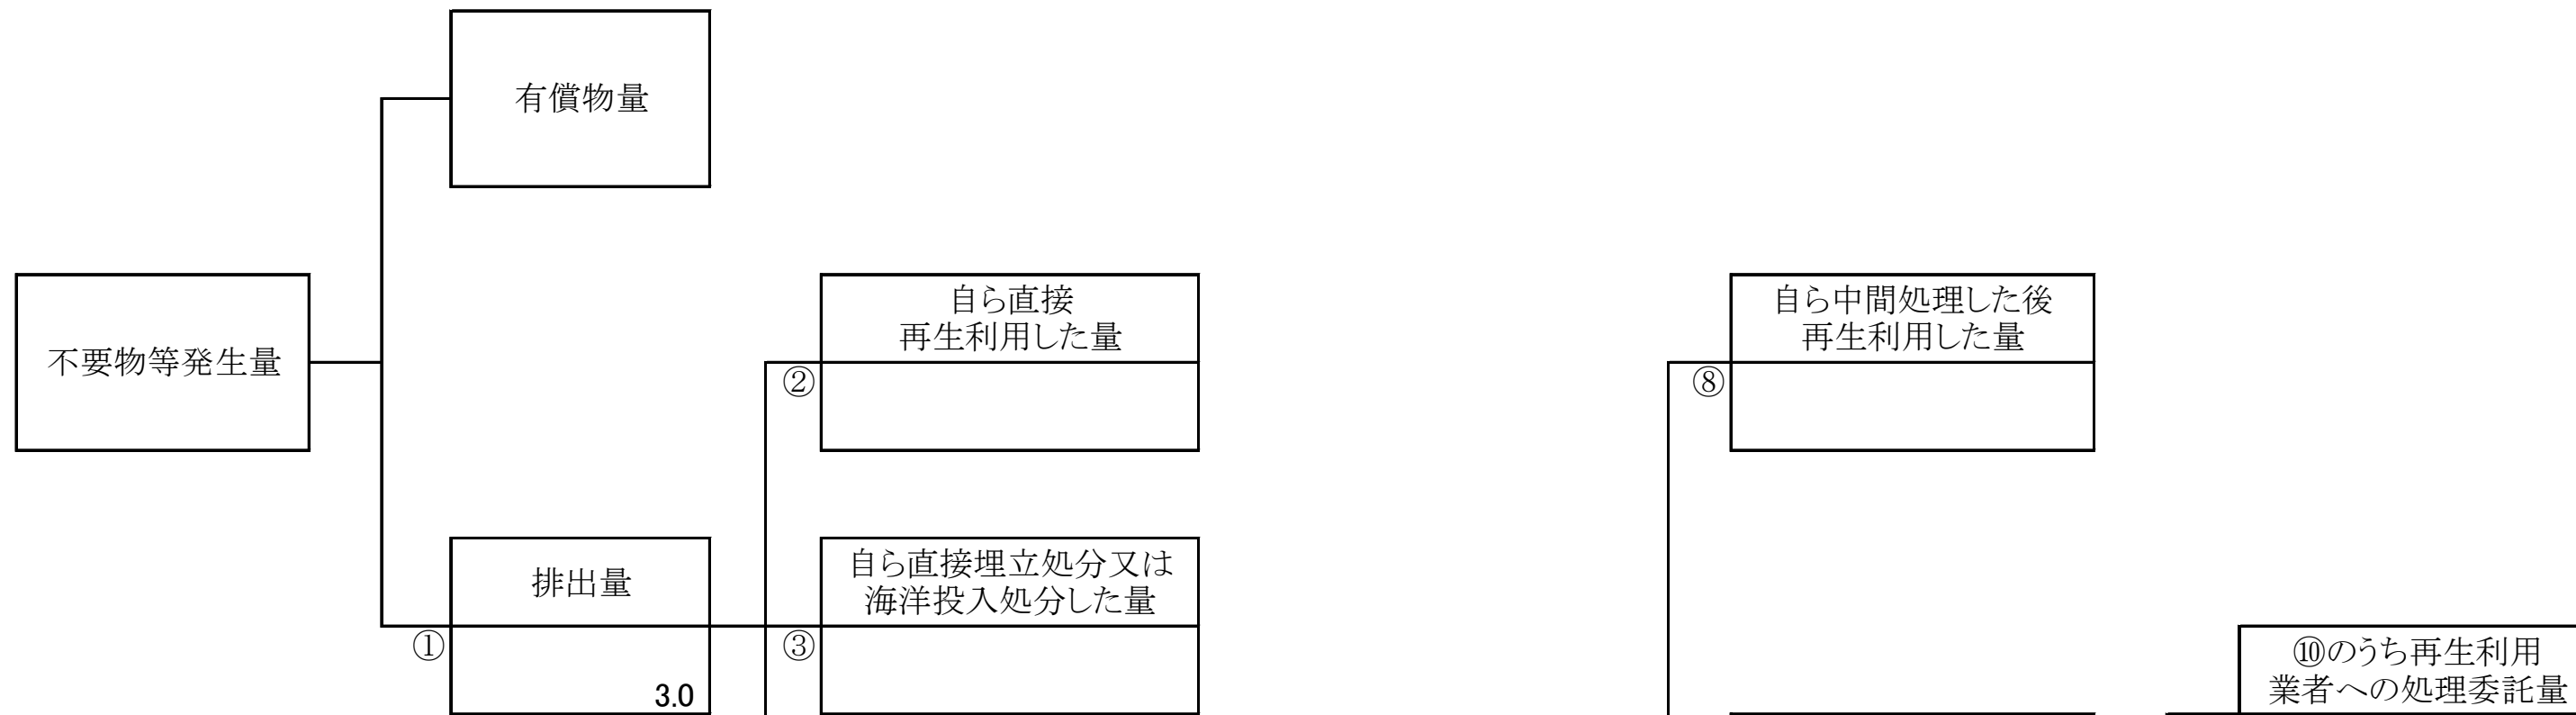 有償物量
不要物等発生量
自ら直接
再生利用した量
②
自ら中間処理した後
再生利用した量
⑧
排出量
①
3.0
自ら直接埋立処分又は
海洋投入処分した量
③
⑩のうち再生利用
業者への処理委託量